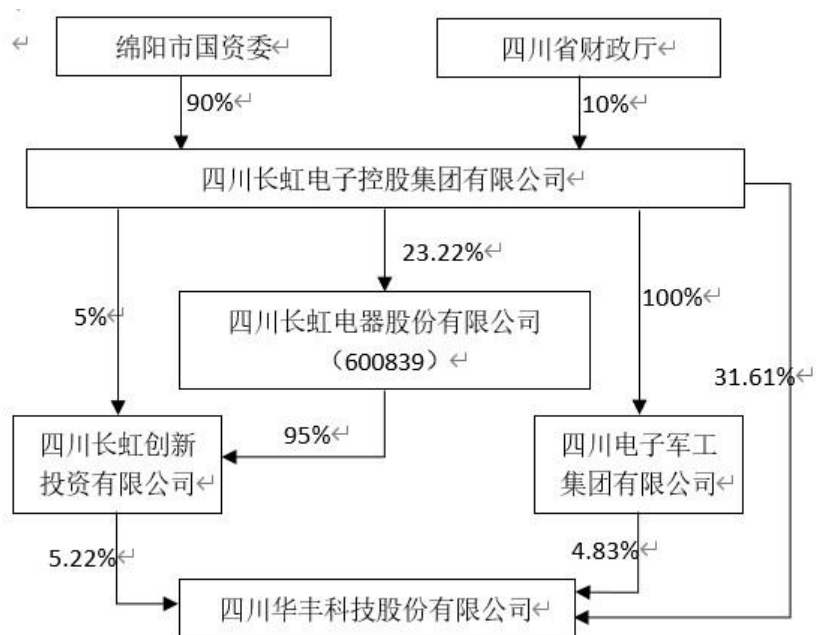 绵阳市国资委
四川省财政厅
90%
10%
四川长虹电子控股集团有限公司
23.22%
5%
100%
四川长虹电器股份有限公司
（600839）
31.61%
95%
四川长虹创新
投资有限公司
四川电子军工
集团有限公司
5.22%
4.83%
四川华丰科技股份有限公司